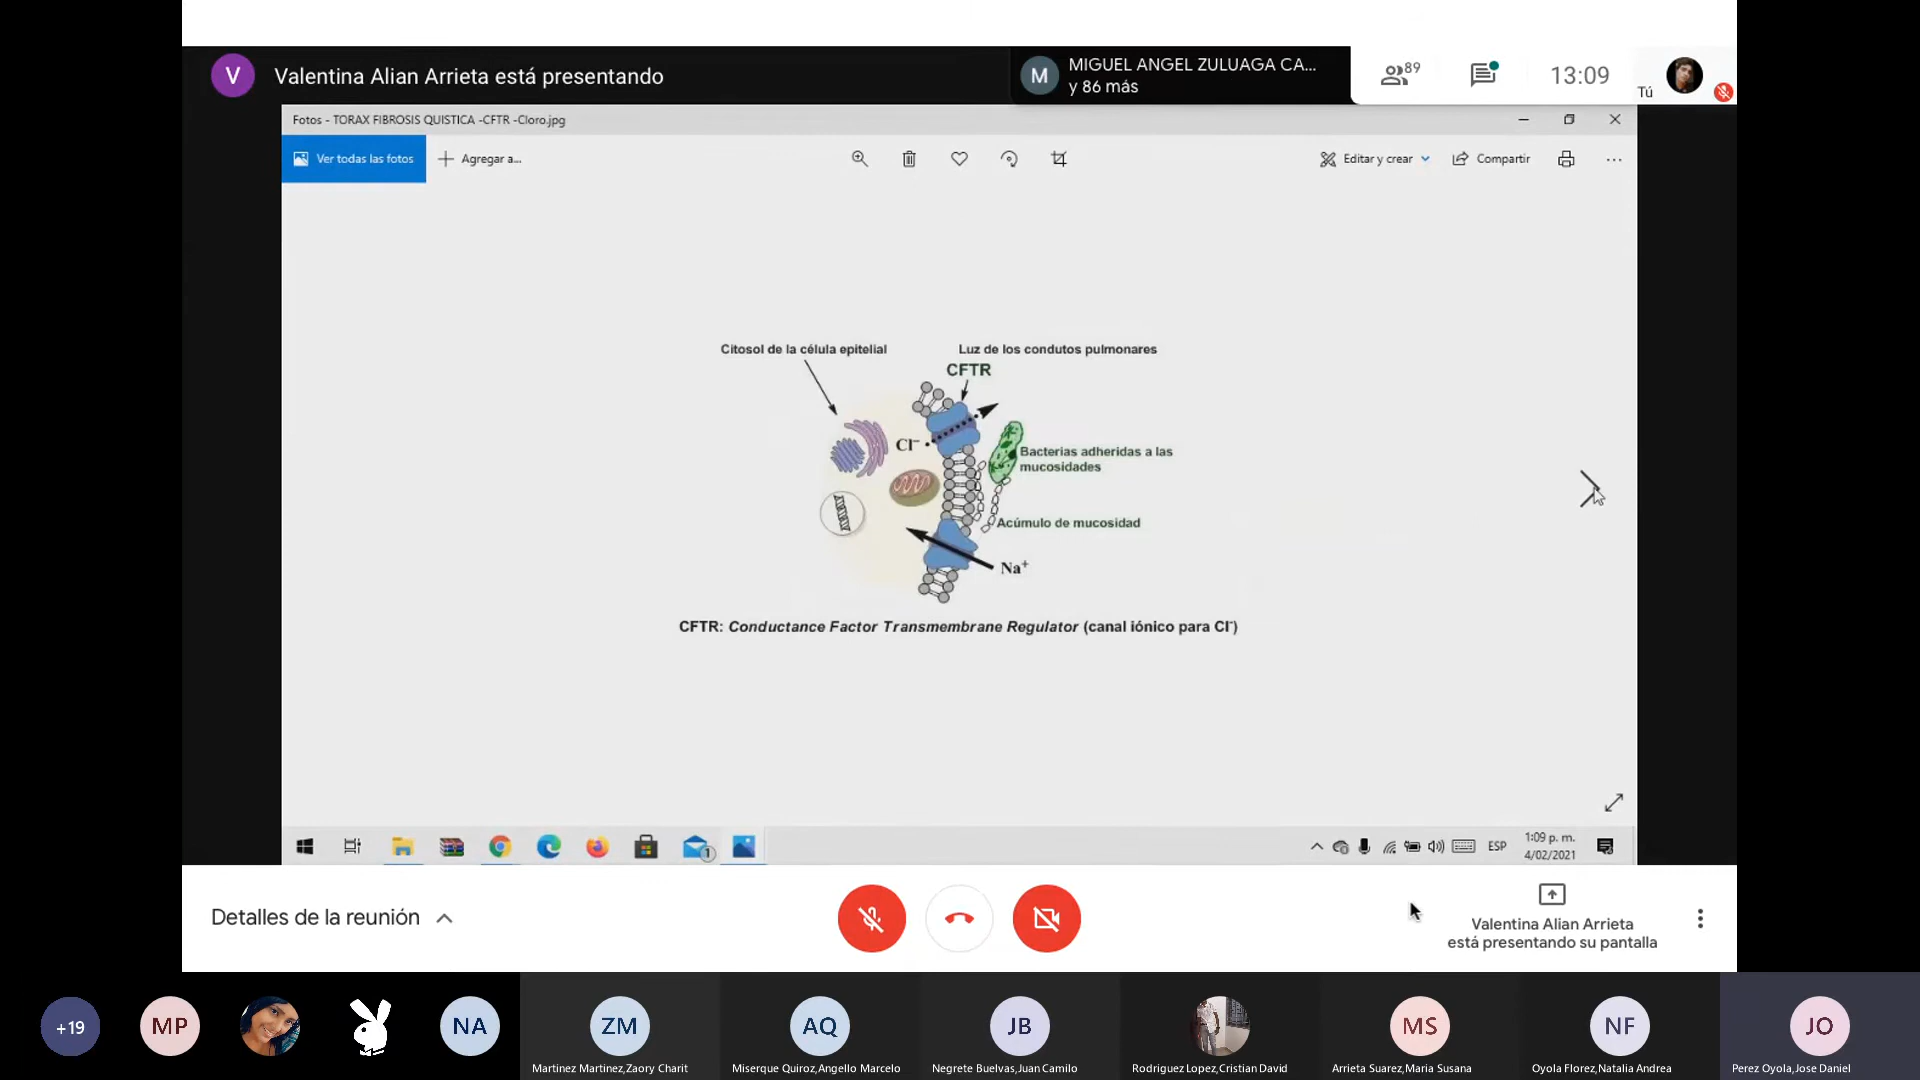 V
Valentina Alian Arrieta está presentando
M
MIGUEL ANGEL ZULUAGA CA...
y 86 más
89
13:09
Tú
Fotos - TORAX FIBROSIS QUISTICA -CFTR -Cloro.jpg
Ver todas las fotos
Agregar a...
Editar y crear
Compartir
Citosol de la célula epitelial
Luz de los condutos pulmonares
CFTR
Cl⁻
Bacterias adheridas a las
mucosidades
Acúmulo de mucosidad
Na⁺
CFTR: Conductance Factor Transmembrane Regulator (canal iónico para Cl⁻)
1
ESP
1:09 p. m.
4/02/2021
Detalles de la reunión
Valentina Alian Arrieta
está presentando su pantalla
+19
MP
NA
ZM
AQ
JB
MS
NF
JO
Martinez Martinez,Zaory Charit
Miserque Quiroz,Angello Marcelo
Negrete Buelvas,Juan Camilo
Rodriguez Lopez,Cristian David
Arrieta Suarez,Maria Susana
Oyola Florez,Natalia Andrea
Perez Oyola,Jose Daniel